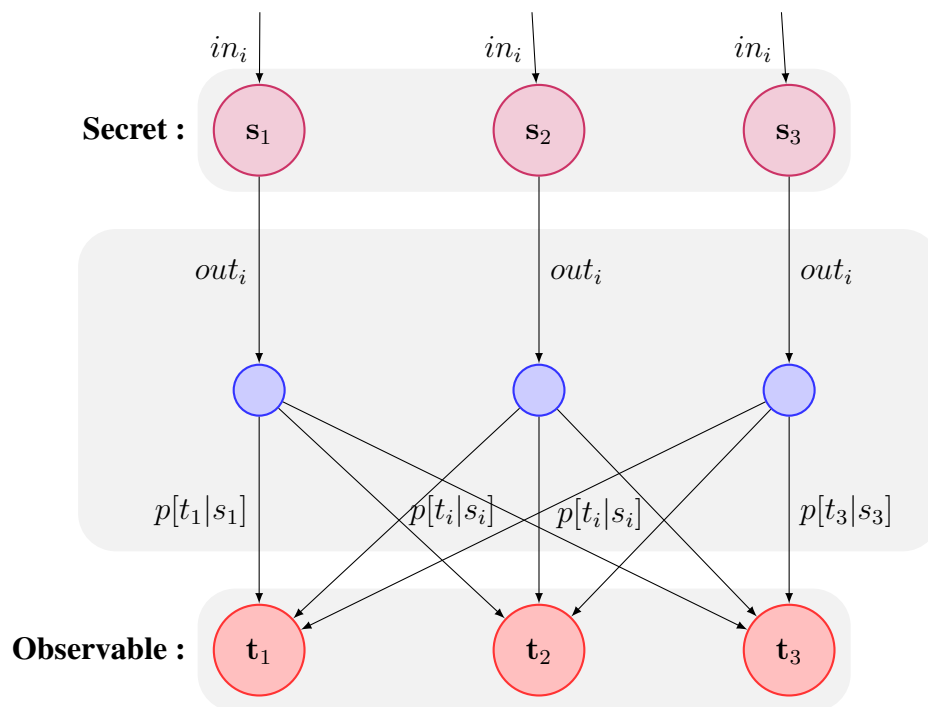 in_i in_i in_i
Secret : s_1 s_2 s_3
out_i out_i out_i
p[t_1|s_1] p[t_i|s_i] p[t_i|s_i] p[t_3|s_3]
Observable : t_1 t_2 t_3